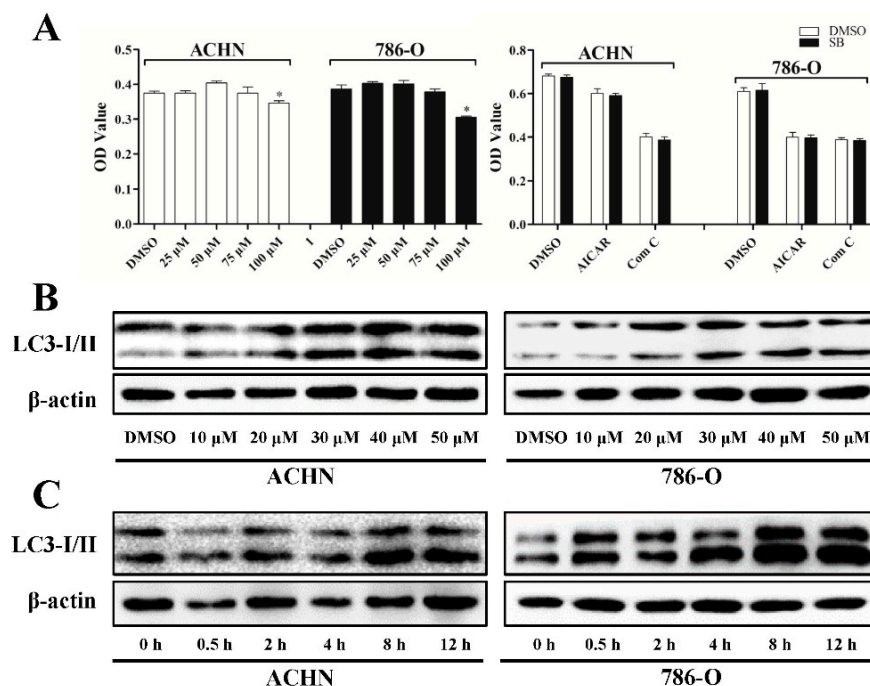 A
ACHN
786-O
OD Value
0.5
0.4
0.3
0.2
0.1
0.0
DMSO
25 μM
50 μM
75 μM
100 μM
1
DMSO
25 μM
50 μM
75 μM
100 μM
*
*
DMSO
SB
ACHN
786-O
OD Value
0.8
0.6
0.4
0.2
0.0
DMSO
AICAR
Com C
DMSO
AICAR
Com C
B
LC3-I/II
β-actin
DMSO 10 μM 20 μM 30 μM 40 μM 50 μM
ACHN
DMSO 10 μM 20 μM 30 μM 40 μM 50 μM
786-O
C
LC3-I/II
β-actin
0 h 0.5 h 2 h 4 h 8 h 12 h
ACHN
0 h 0.5 h 2 h 4 h 8 h 12 h
786-O